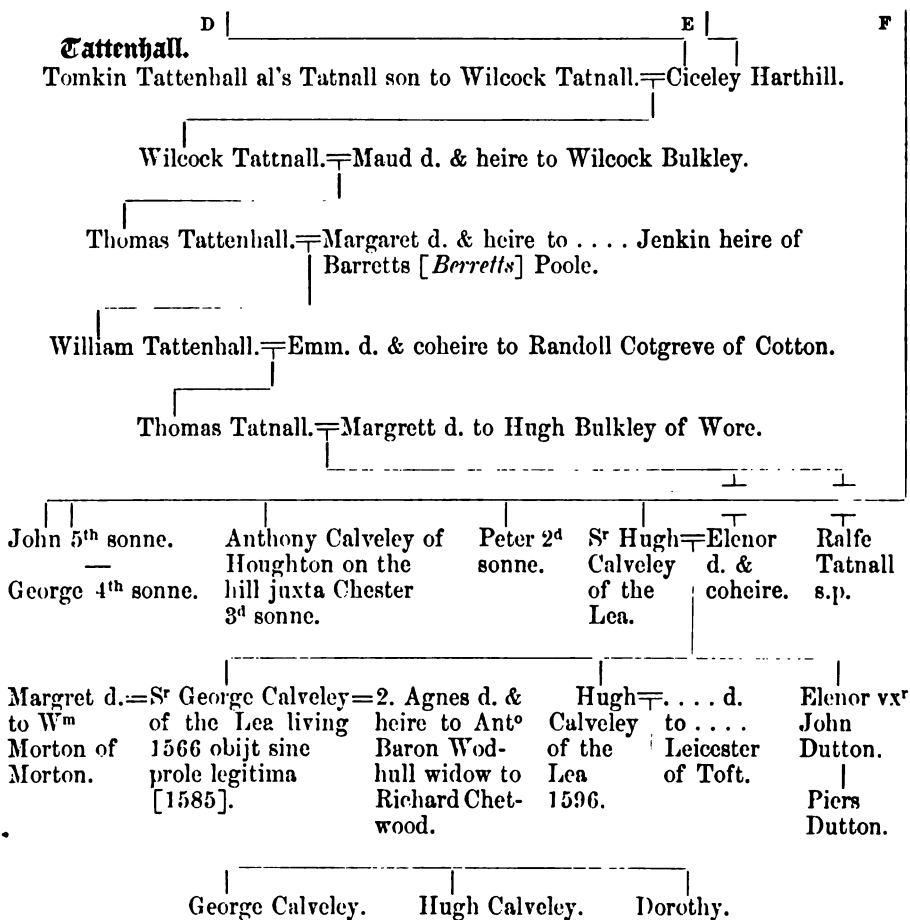 D E F
Tattenhall.
Tomkin Tattenhall al's Tatnall son to Wilcock Tatnall.=Ciceley Harthill.
Wilcock Tattnall.=Maud d. & heire to Wilcock Bulkley.
Thomas Tattenhall.=Margaret d. & heire to .... Jenkin heire of
Barretts [Berretts] Poole.
William Tattenhall.=Emm. d. & coheire to Randoll Cotgreve of Cotton.
Thomas Tatnall.=Margrett d. to Hugh Bulkley of Wore.
John 5th sonne.
—
George 4th sonne.
Anthony Calveley of
Houghton on the
hill juxta Chester
3d sonne.
Peter 2d
sonne.
Sr Hugh=
Calveley
of the
Lea.
Elenor
d. &
coheire.
Ralfe
Tatnall
s.p.
Margret d.=
to Wm
Morton of
Morton.
Sr George Calveley=
of the Lea living
1566 obijt sine
prole legitima
[1585].
2. Agnes d. &
heire to Anto
Baron Wod-
hull widow to
Richard Chet-
wood.
Hugh=
Calveley
of the
Lea
1596.
.... d.
to ....
Leicester
of Toft.
Elenor vxr
John
Dutton.
Piers
Dutton.
George Calveley. Hugh Calveley. Dorothy.